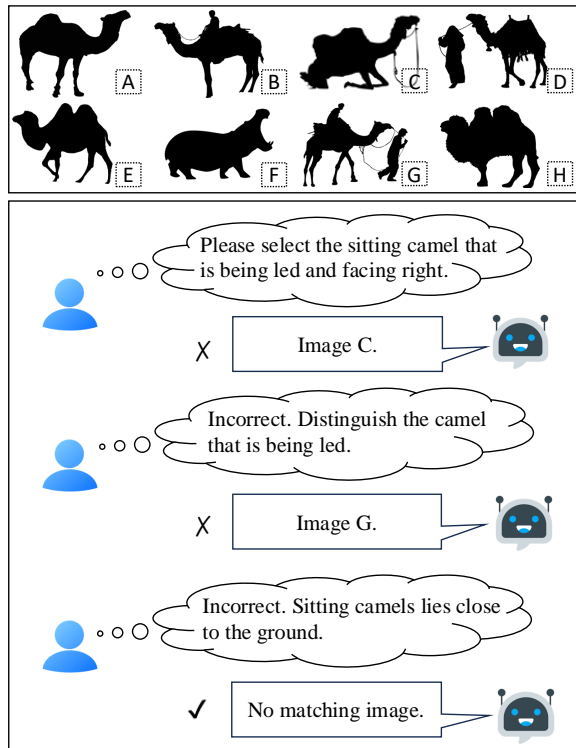 A
B
C
D
E
F
G
H
Please select the sitting camel that
is being led and facing right.
✗
Image C.
Incorrect. Distinguish the camel
that is being led.
✗
Image G.
Incorrect. Sitting camels lies close
to the ground.
✓
No matching image.